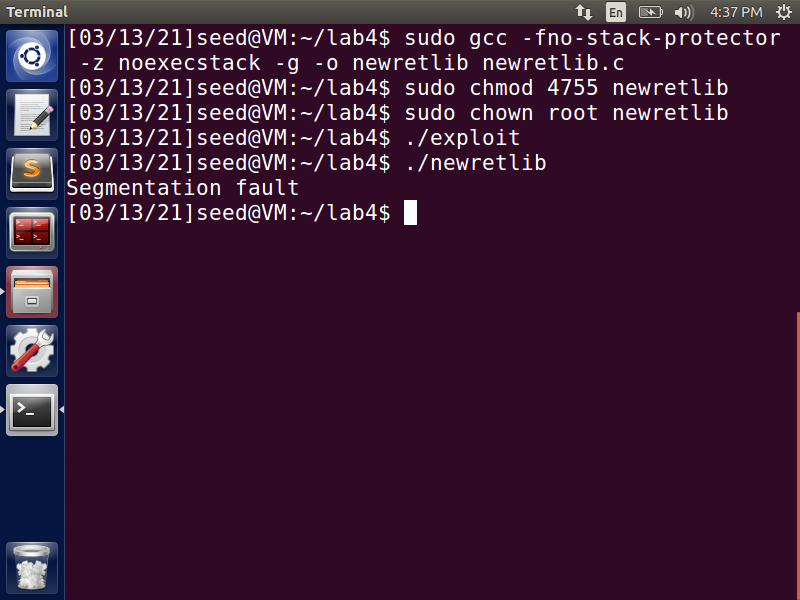 Terminal
En
4:37 PM
[03/13/21]seed@VM:~/lab4$ sudo gcc -fno-stack-protector
-z noexecstack -g -o newretlib newretlib.c
[03/13/21]seed@VM:~/lab4$ sudo chmod 4755 newretlib
[03/13/21]seed@VM:~/lab4$ sudo chown root newretlib
[03/13/21]seed@VM:~/lab4$ ./exploit
[03/13/21]seed@VM:~/lab4$ ./newretlib
Segmentation fault
[03/13/21]seed@VM:~/lab4$